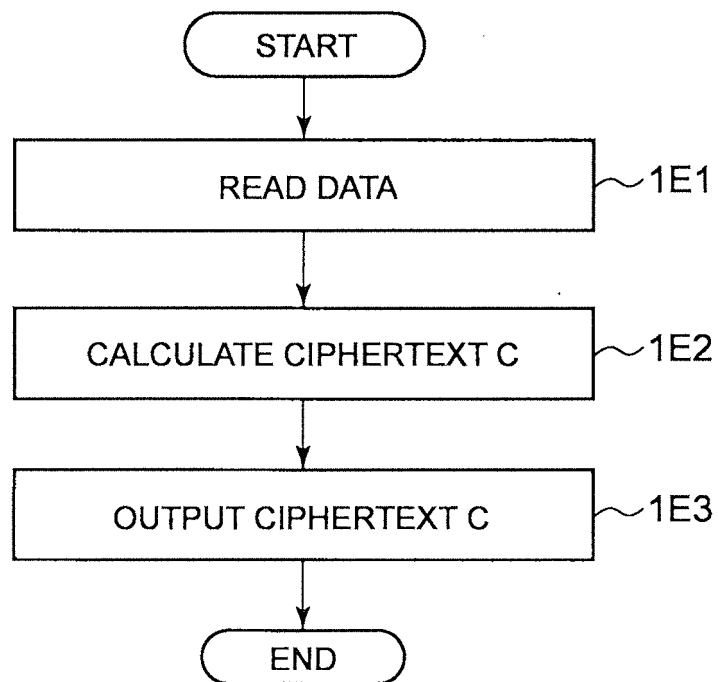 START
READ DATA
1E1
CALCULATE CIPHERTEXT C
1E2
OUTPUT CIPHERTEXT C
1E3
END